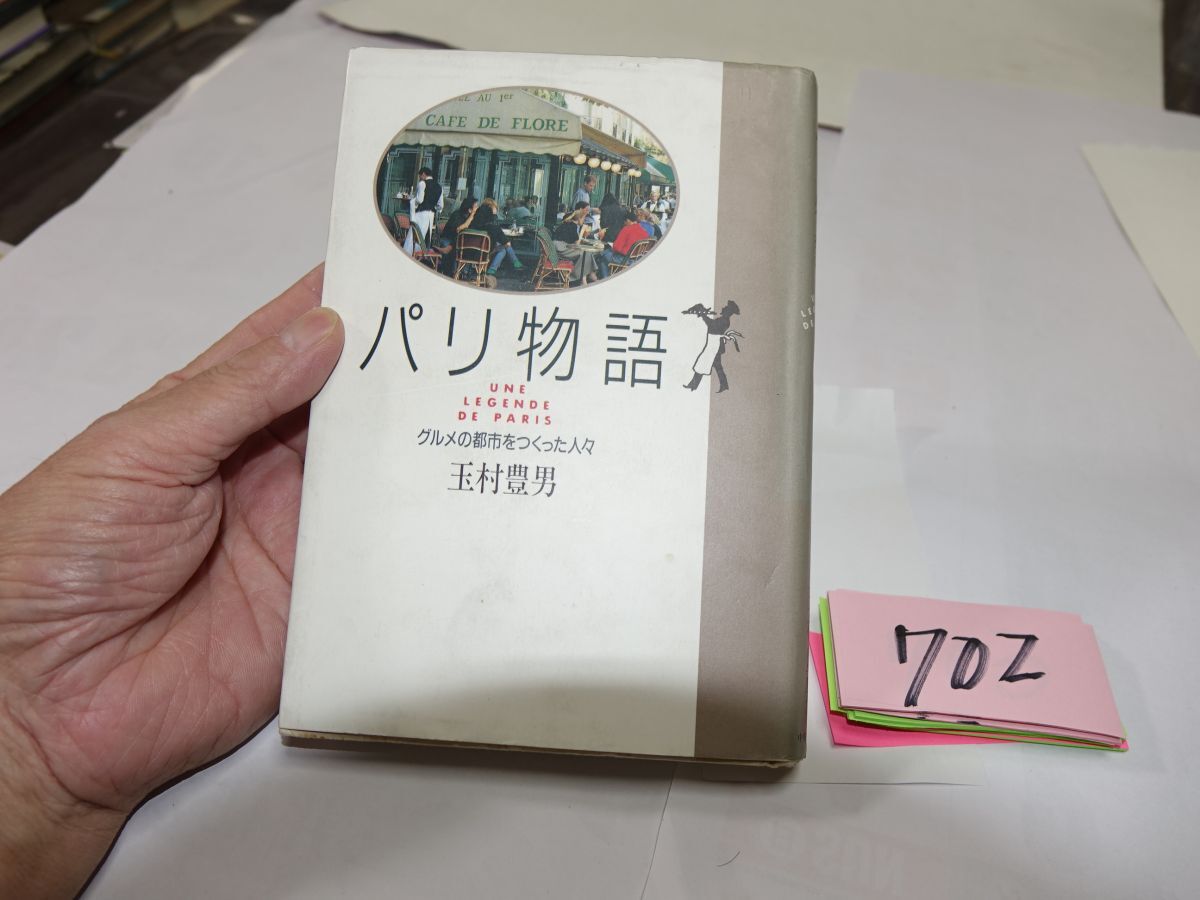 AU 1er
CAFE DE FLORE
パリ物語
UNE
LEGENDE
DE PARIS
グルメの都市をつくった人々
玉村豊男
702